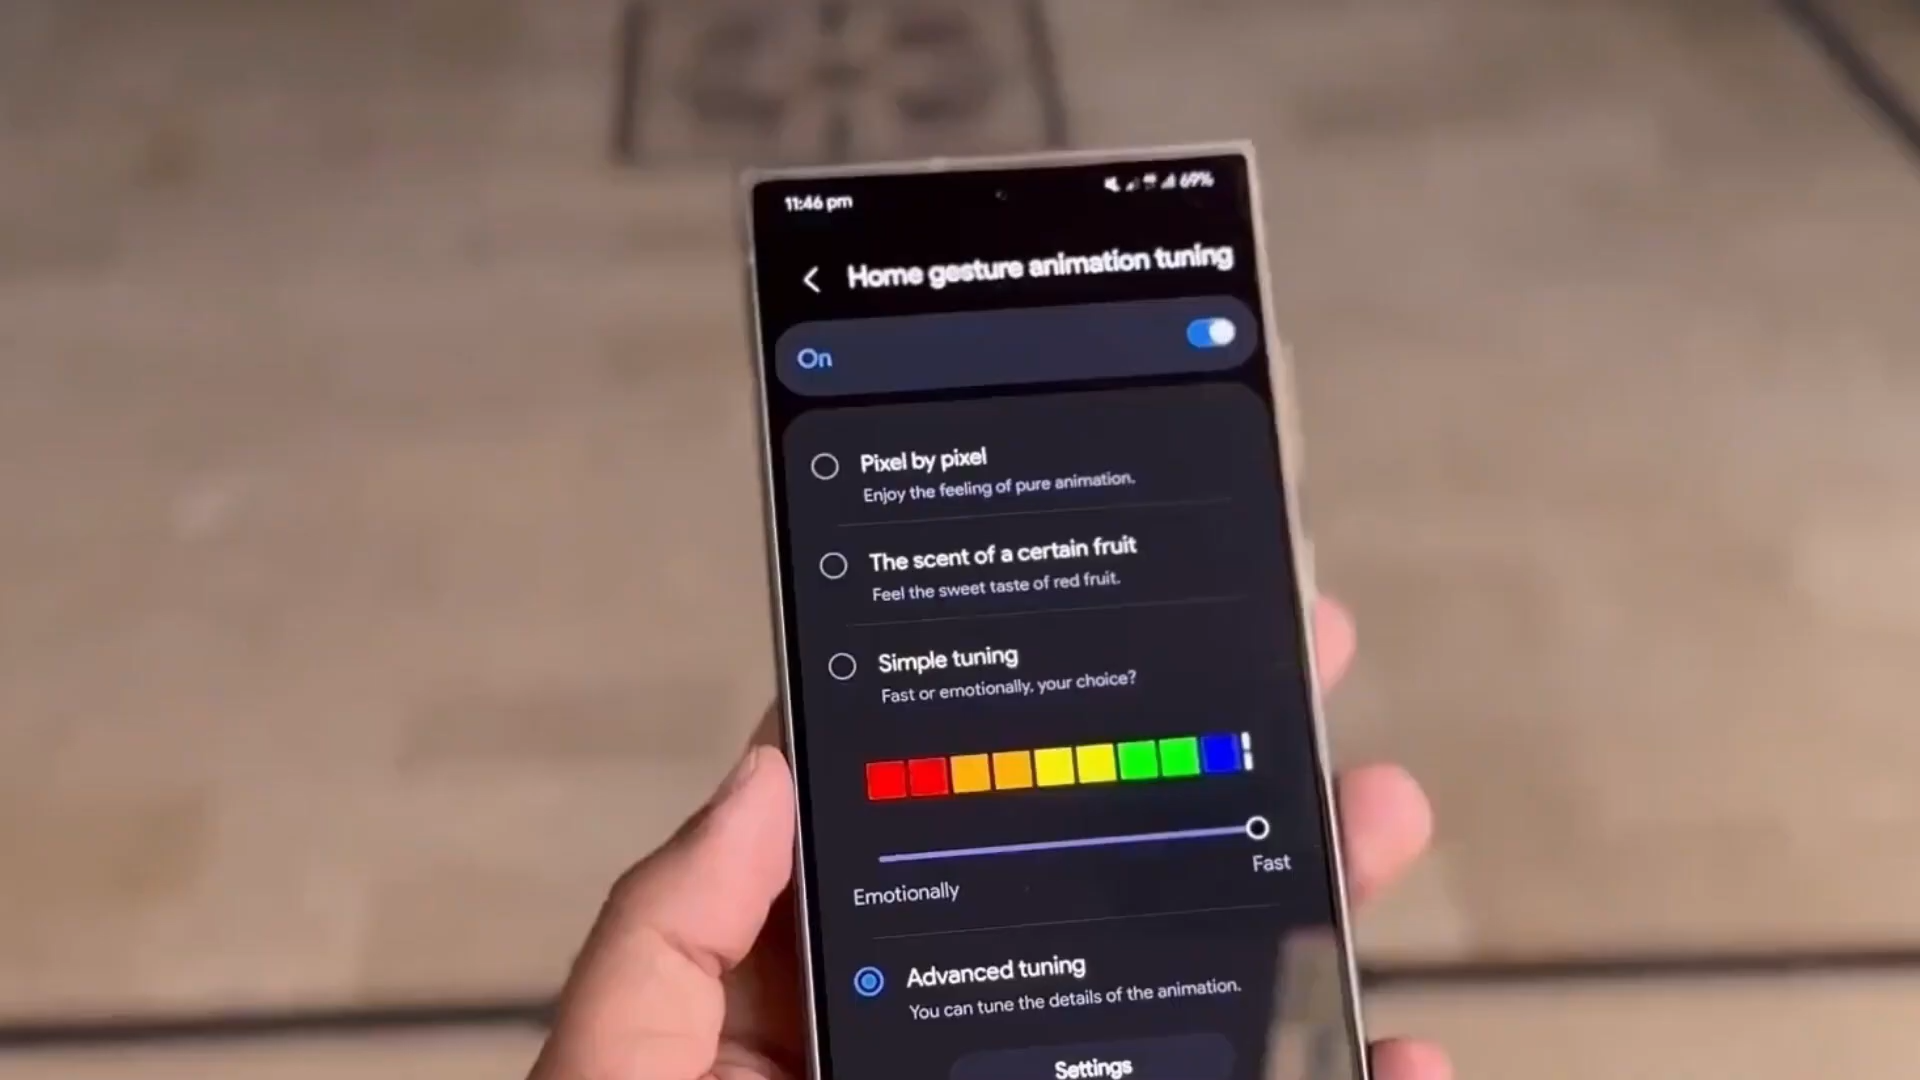 11:46 pm
69%
Home gesture animation tuning
On
Pixel by pixel
Enjoy the feeling of pure animation.
The scent of a certain fruit
Feel the sweet taste of red fruit.
Simple tuning
Fast or emotionally, your choice?
Fast
Emotionally
Advanced tuning
You can tune the details of the animation.
Settings